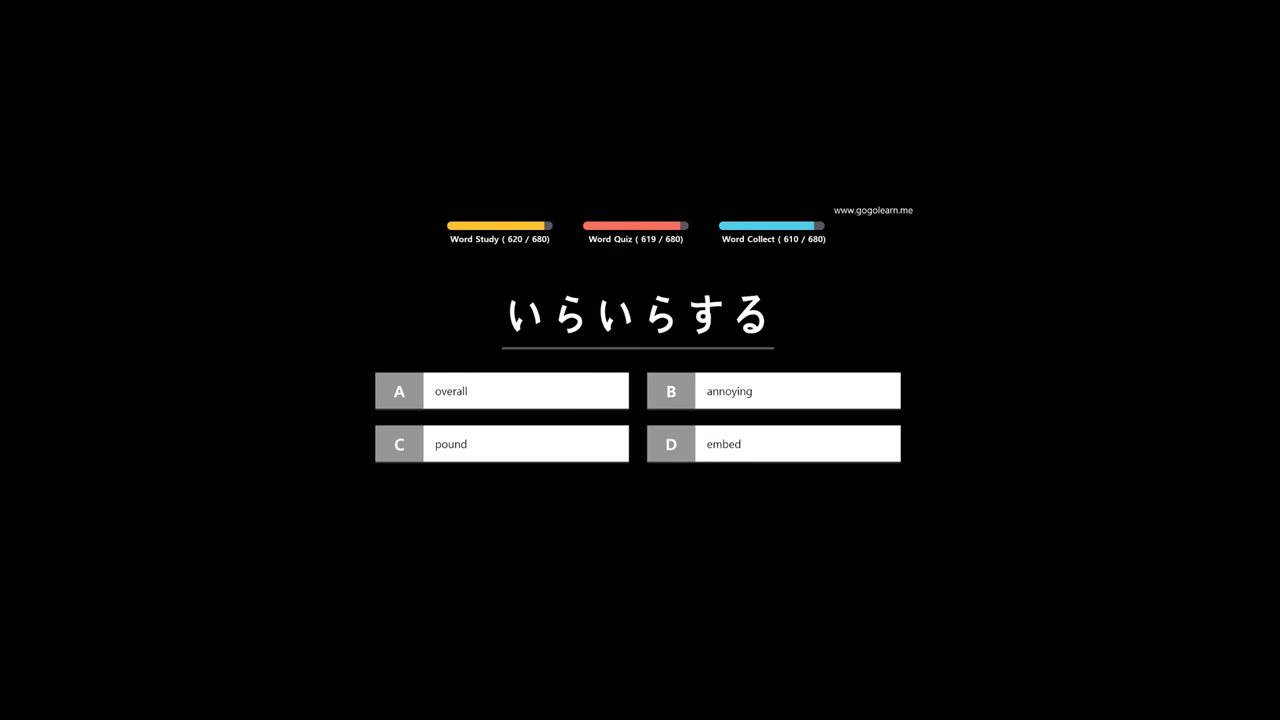 www.gogolearn.me
Word Study ( 620 / 680)
Word Quiz ( 619 / 680)
Word Collect ( 610 / 680)
いらいらする
A overall
B annoying
C pound
D embed